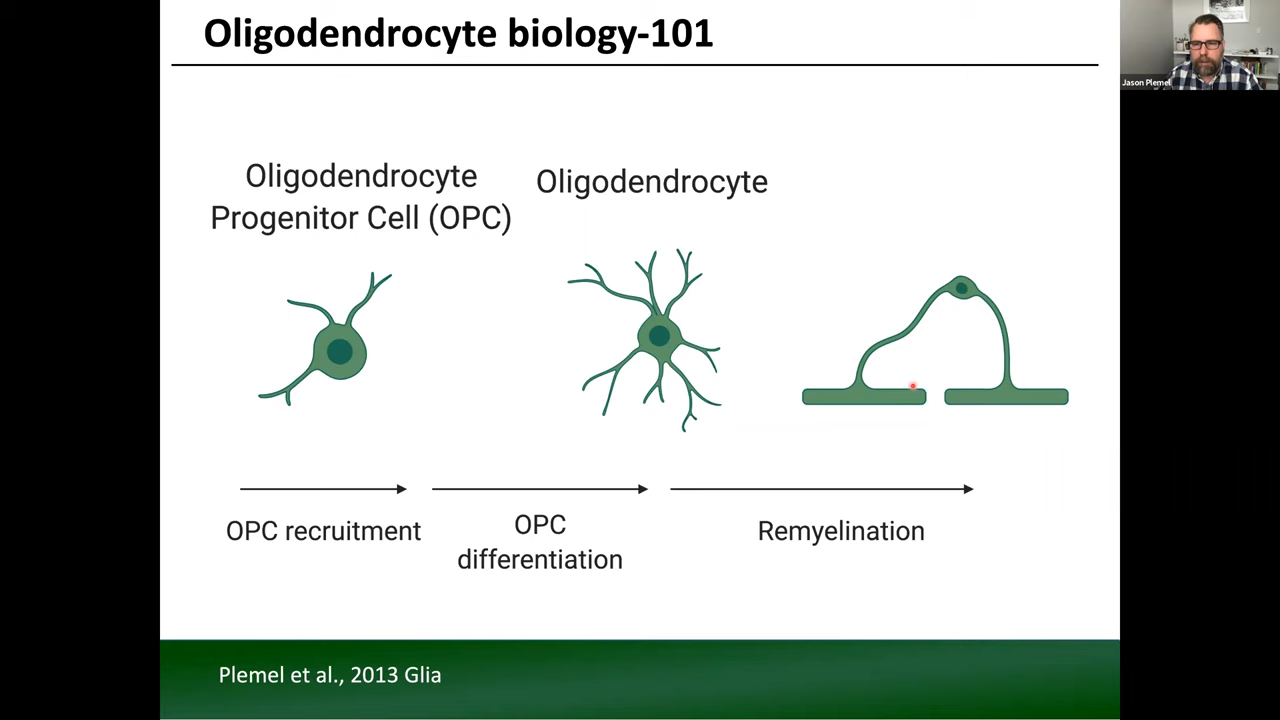 Oligodendrocyte biology-101
Jason Plemel
Oligodendrocyte
Progenitor Cell (OPC)
Oligodendrocyte
OPC recruitment
OPC
differentiation
Remyelination
Plemel et al., 2013 Glia